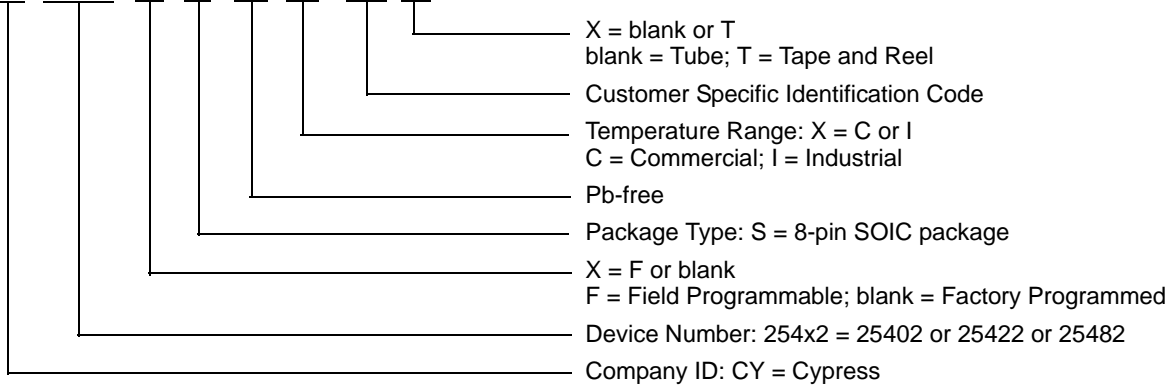 X = blank or T
blank = Tube; T = Tape and Reel
Customer Specific Identification Code
Temperature Range: X = C or I
C = Commercial; I = Industrial
Pb-free
Package Type: S = 8-pin SOIC package
X = F or blank
F = Field Programmable; blank = Factory Programmed
Device Number: 254x2 = 25402 or 25422 or 25482
Company ID: CY = Cypress